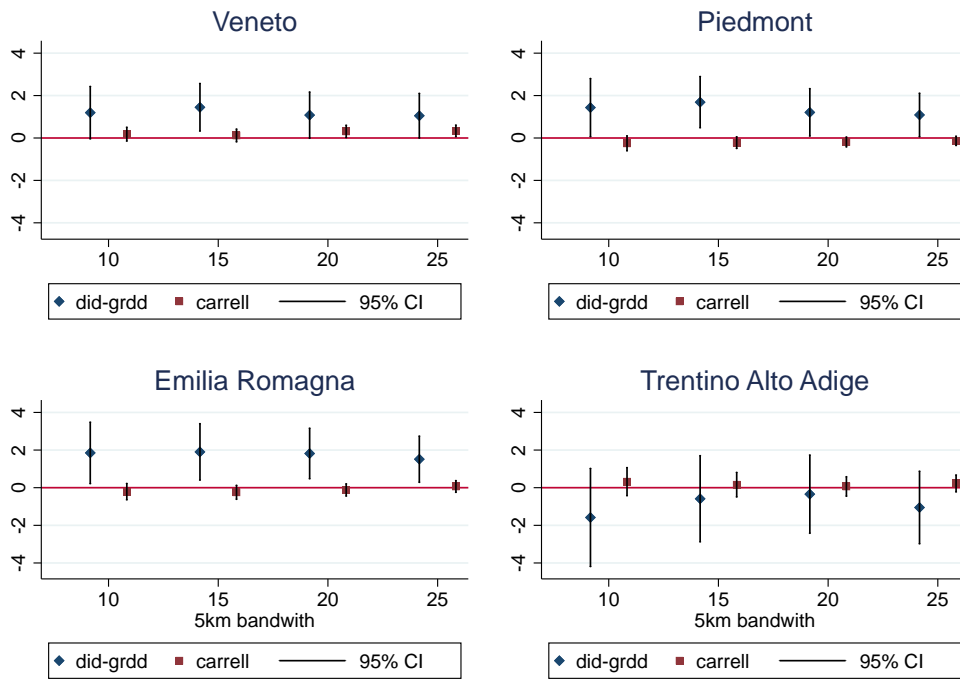 Veneto
4
2
0
-2
-4
10 15 20 25
did-grdd carrell 95% CI
Piedmont
4
2
0
-2
-4
10 15 20 25
did-grdd carrell 95% CI
Emilia Romagna
4
2
0
-2
-4
10 15 20 25
5km bandwith
did-grdd carrell 95% CI
Trentino Alto Adige
4
2
0
-2
-4
10 15 20 25
5km bandwith
did-grdd carrell 95% CI